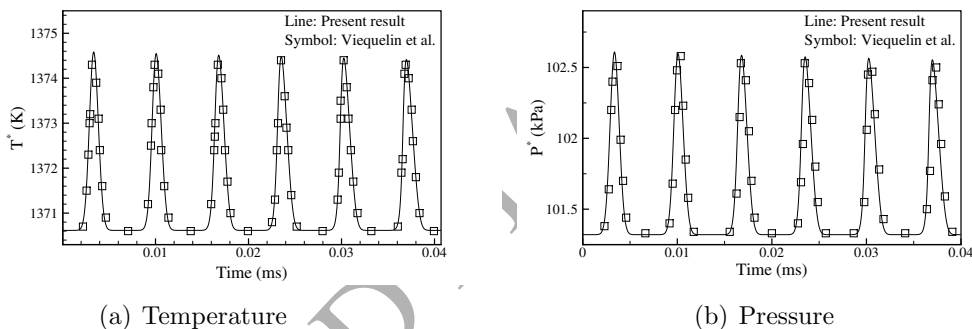 Line: Present result
Symbol: Viequelin et al.
1375
1374
1373
1372
1371
T* (K)
0.01
0.02
0.03
0.04
Time (ms)
(a) Temperature
Line: Present result
Symbol: Viequelin et al.
102.5
102
101.5
P* (kPa)
0
0.01
0.02
0.03
0.04
Time (ms)
(b) Pressure